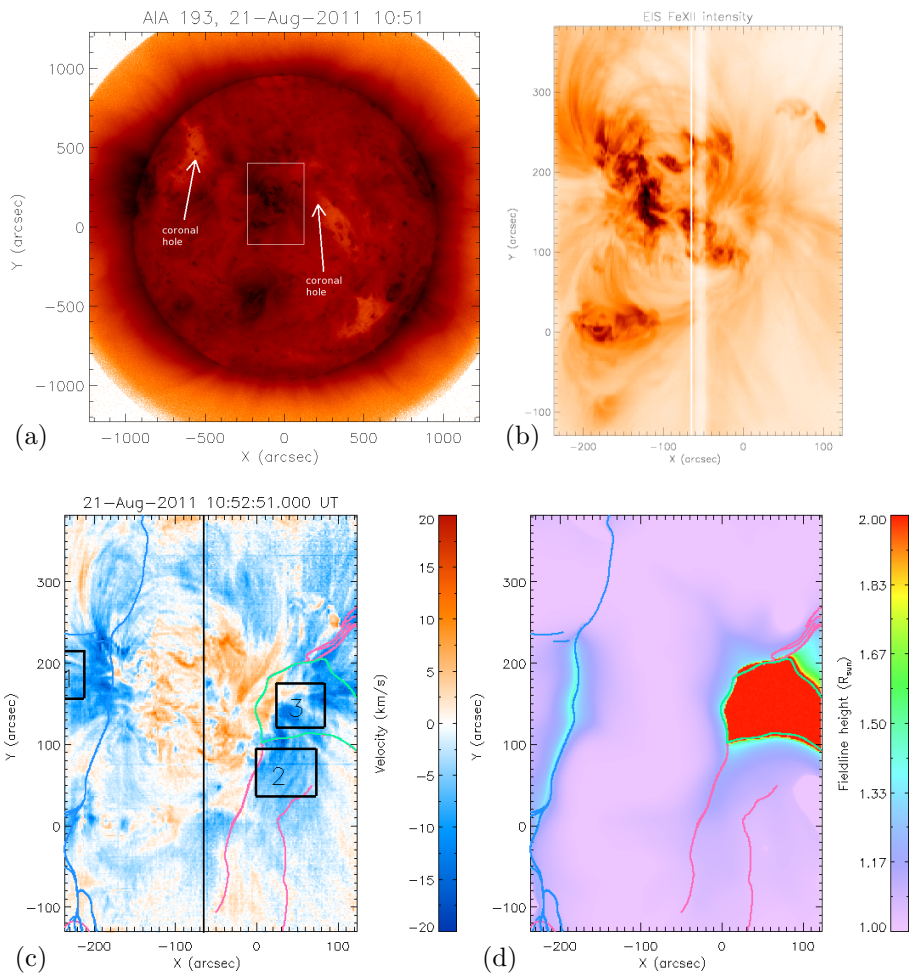 AIA 193, 21-Aug-2011 10:51
1000
500
0
-500
-1000
Y (arcsec)
coronal
hole
coronal
hole
-1000 -500 0 500 1000
X (arcsec)
(a)
EIS FeXII intensity
300
200
100
0
-100
Y (arcsec)
-200 -100 0 100
X (arcsec)
(b)
21-Aug-2011 10:52:51.000 UT
300
200
100
0
-100
Y (arcsec)
1
3
2
-200 -100 0 100
X (arcsec)
20
15
10
5
0
-5
-10
-15
-20
Velocity (km/s)
(c)
300
200
100
0
-100
Y (arcsec)
-200 -100 0 100
X (arcsec)
2.00
1.83
1.67
1.50
1.33
1.17
1.00
Fieldline height (Rsun)
(d)